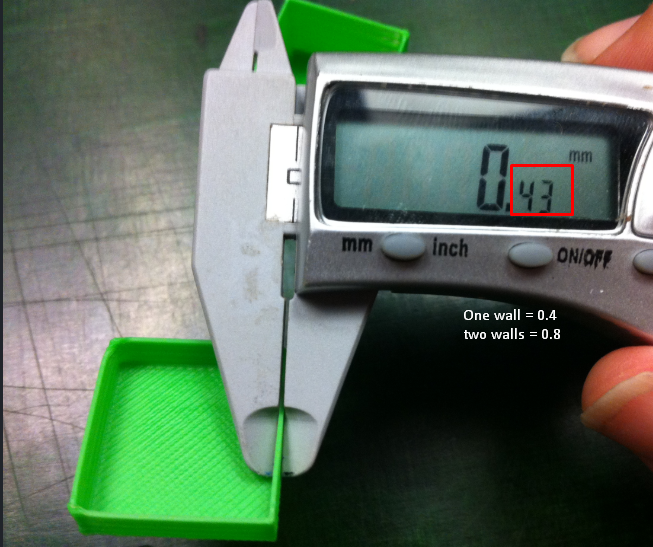 mm
0.43
mm inch ON/OFF
One wall = 0.4
two walls = 0.8